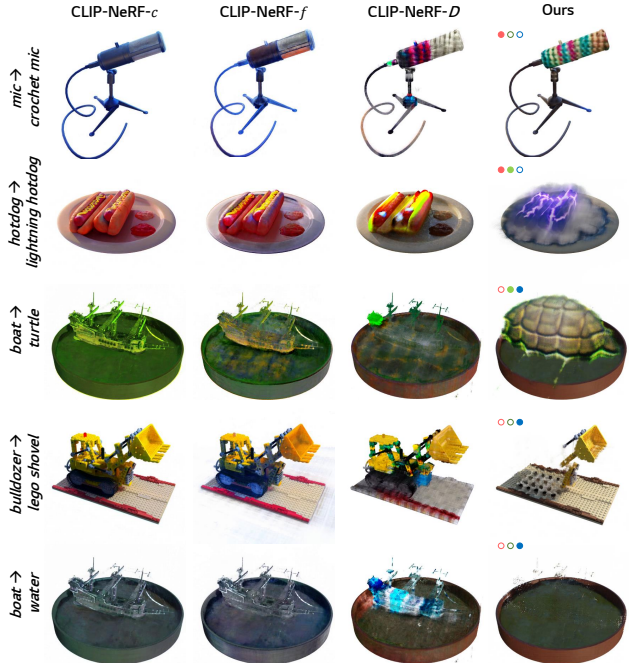 CLIP-NeRF-c CLIP-NeRF-f CLIP-NeRF-D Ours
mic →
crochet mic
hotdog →
lightning hotdog
boat →
turtle
bulldozer →
lego shovel
boat →
water